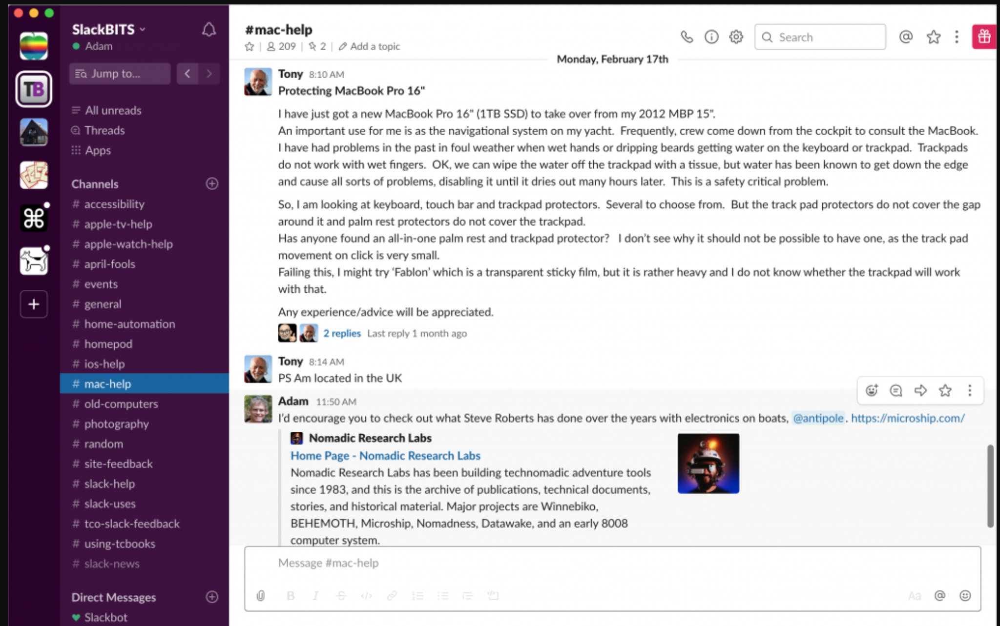 SlackBITS
Adam
Jump to...
All unreads
Threads
Apps
Channels
# accessibility
# apple-tv-help
# apple-watch-help
# april-fools
# events
# general
# home-automation
# homepod
# ios-help
# mac-help
# old-computers
# photography
# random
# site-feedback
# slack-help
# slack-uses
# tco-slack-feedback
# using-tcbooks
# slack-news
Direct Messages
Slackbot
TB
#mac-help
209 | 2 | Add a topic
Search
Monday, February 17th
Tony 8:10 AM
Protecting MacBook Pro 16"
I have just got a new MacBook Pro 16" (1TB SSD) to take over from my 2012 MBP 15".
An important use for me is as the navigational system on my yacht. Frequently, crew come down from the cockpit to consult the MacBook.
I have had problems in the past in foul weather when wet hands or dripping beards getting water on the keyboard or trackpad. Trackpads
do not work with wet fingers. OK, we can wipe the water off the trackpad with a tissue, but water has been known to get down the edge
and cause all sorts of problems, disabling it until it dries out many hours later. This is a safety critical problem.
So, I am looking at keyboard, touch bar and trackpad protectors. Several to choose from. But the track pad protectors do not cover the gap
around it and palm rest protectors do not cover the trackpad.
Has anyone found an all-in-one palm rest and trackpad protector? I don't see why it should not be possible to have one, as the track pad
movement on click is very small.
Failing this, I might try ‘Fablon’ which is a transparent sticky film, but it is rather heavy and I do not know whether the trackpad will work
with that.
Any experience/advice will be appreciated.
2 replies Last reply 1 month ago
Tony 8:14 AM
PS Am located in the UK
Adam 11:50 AM
I'd encourage you to check out what Steve Roberts has done over the years with electronics on boats, @antipole. https://microship.com/
Nomadic Research Labs
Home Page - Nomadic Research Labs
Nomadic Research Labs has been building technomadic adventure tools
since 1983, and this is the archive of publications, technical documents,
stories, and historical material. Major projects are Winnebiko,
BEHEMOTH, Microship, Nomadness, Datawake, and an early 8008
computer system.
Message #mac-help
B I S </> Aa @